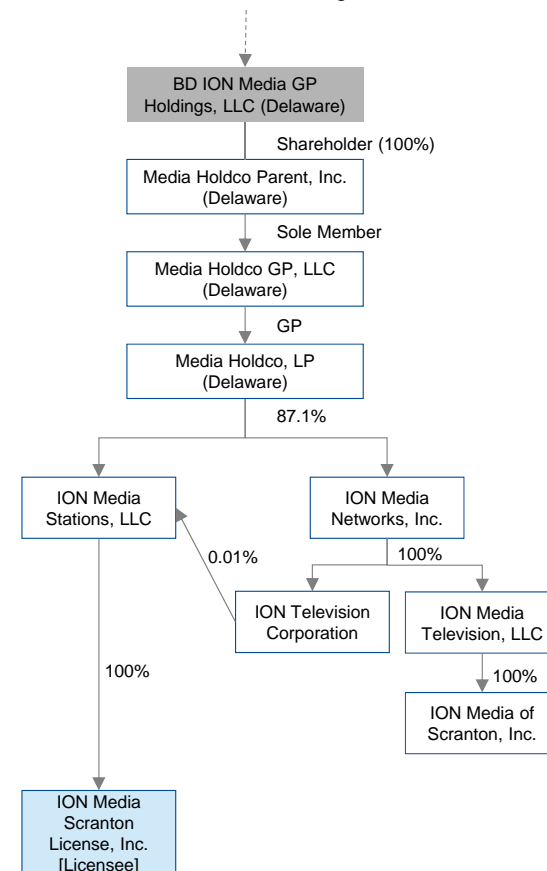 BD ION Media GP
Holdings, LLC (Delaware)
Shareholder (100%)
Media Holdco Parent, Inc.
(Delaware)
Sole Member
Media Holdco GP, LLC
(Delaware)
GP
Media Holdco, LP
(Delaware)
87.1%
ION Media
Stations, LLC
ION Media
Networks, Inc.
0.01%
100%
ION Television
Corporation
ION Media
Television, LLC
100%
100%
ION Media of
Scranton, Inc.
ION Media
Scranton
License, Inc.
[Licensee]